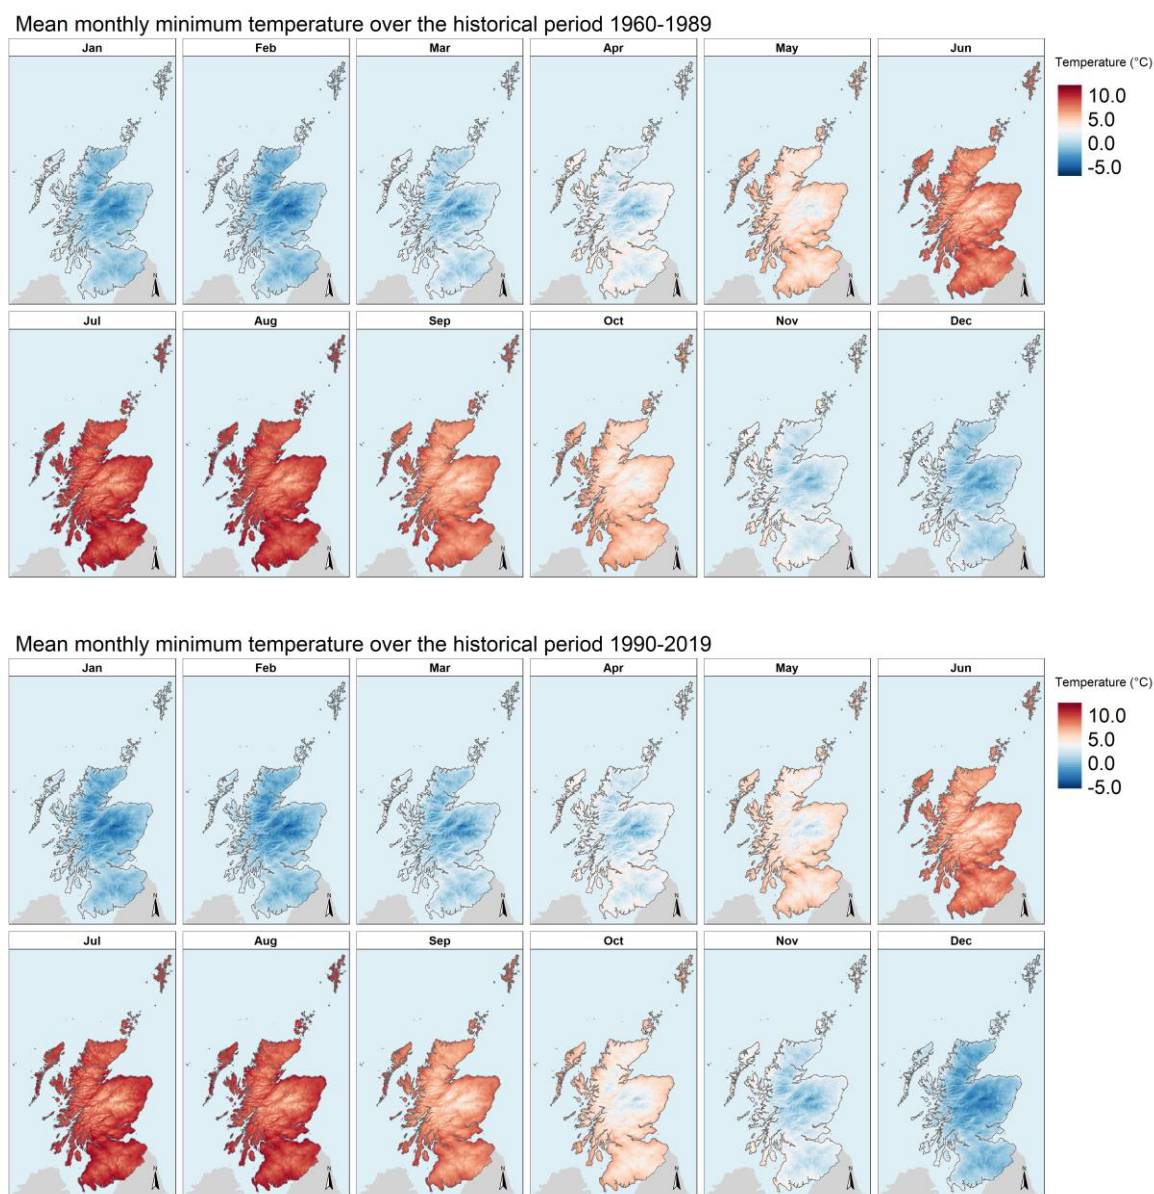 Mean monthly minimum temperature over the historical period 1960-1989
Jan Feb Mar Apr May Jun
Temperature (°C)
10.0
5.0
0.0
-5.0
N N N N N N
Jul Aug Sep Oct Nov Dec
N N N N N N
Mean monthly minimum temperature over the historical period 1990-2019
Jan Feb Mar Apr May Jun
Temperature (°C)
10.0
5.0
0.0
-5.0
N N N N N N
Jul Aug Sep Oct Nov Dec
N N N N N N